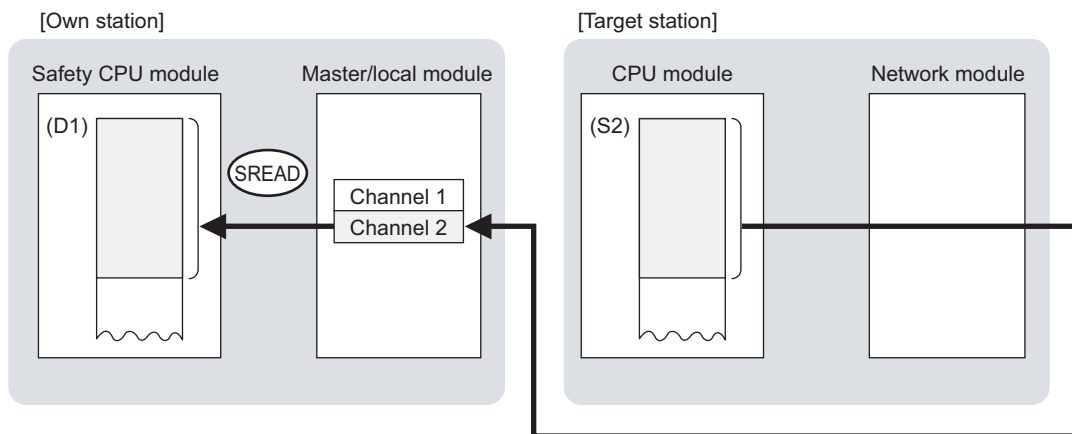 [Own station]
[Target station]
Safety CPU module
Master/local module
CPU module
Network module
(D1)
(S2)
SREAD
Channel 1
Channel 2